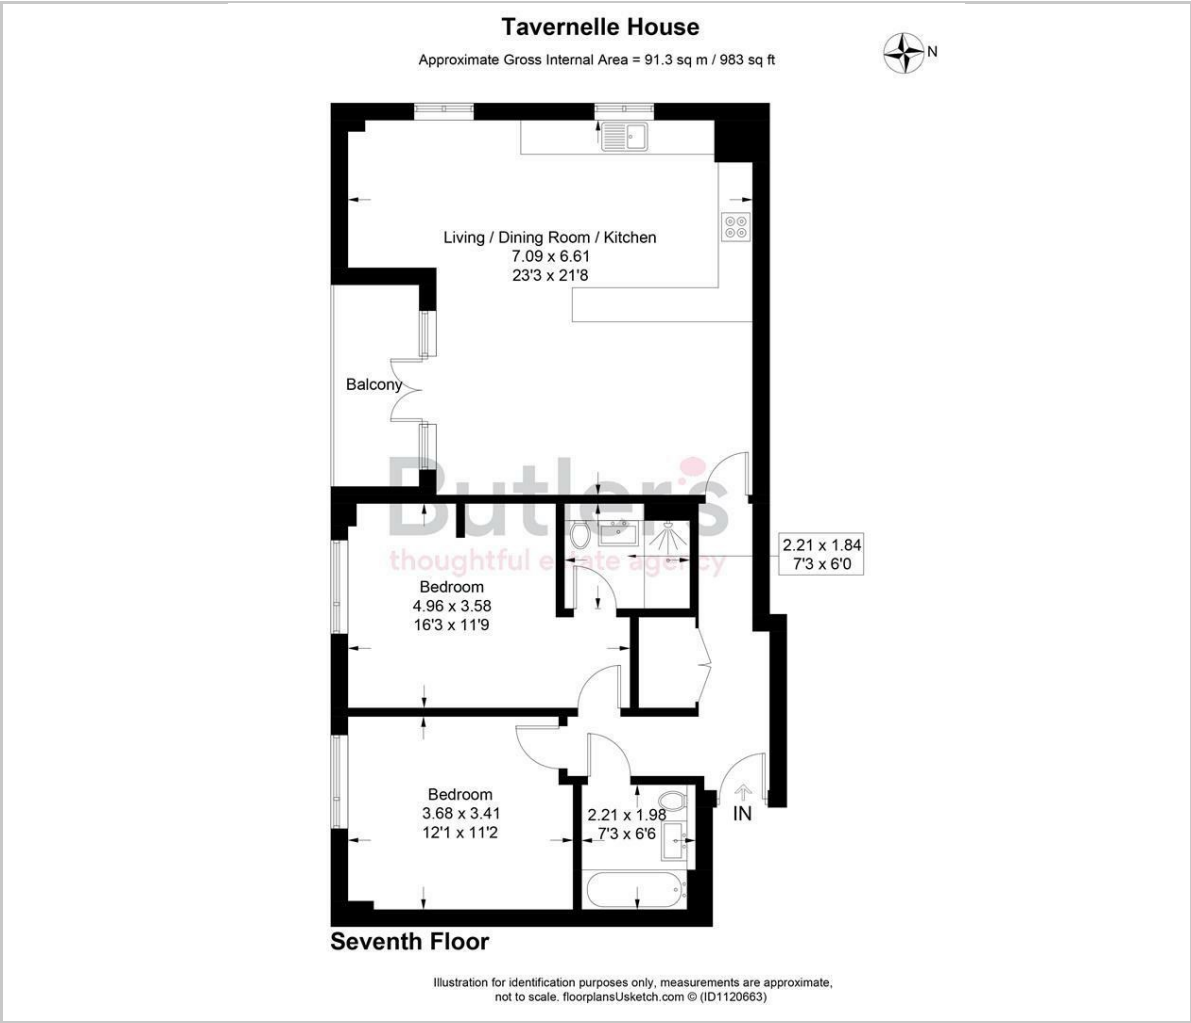 Tavernelle House
Approximate Gross Internal Area = 91.3 sq m / 983 sq ft
N
Living / Dining Room / Kitchen
7.09 x 6.61
23'3 x 21'8
Balcony
Butler's
thoughtful estate agency
2.21 x 1.84
7'3 x 6'0
Bedroom
4.96 x 3.58
16'3 x 11'9
Bedroom
3.68 x 3.41
12'1 x 11'2
2.21 x 1.98
7'3 x 6'6
IN
Seventh Floor
Illustration for identification purposes only, measurements are approximate,
not to scale. floorplansUsketch.com © (ID1120663)